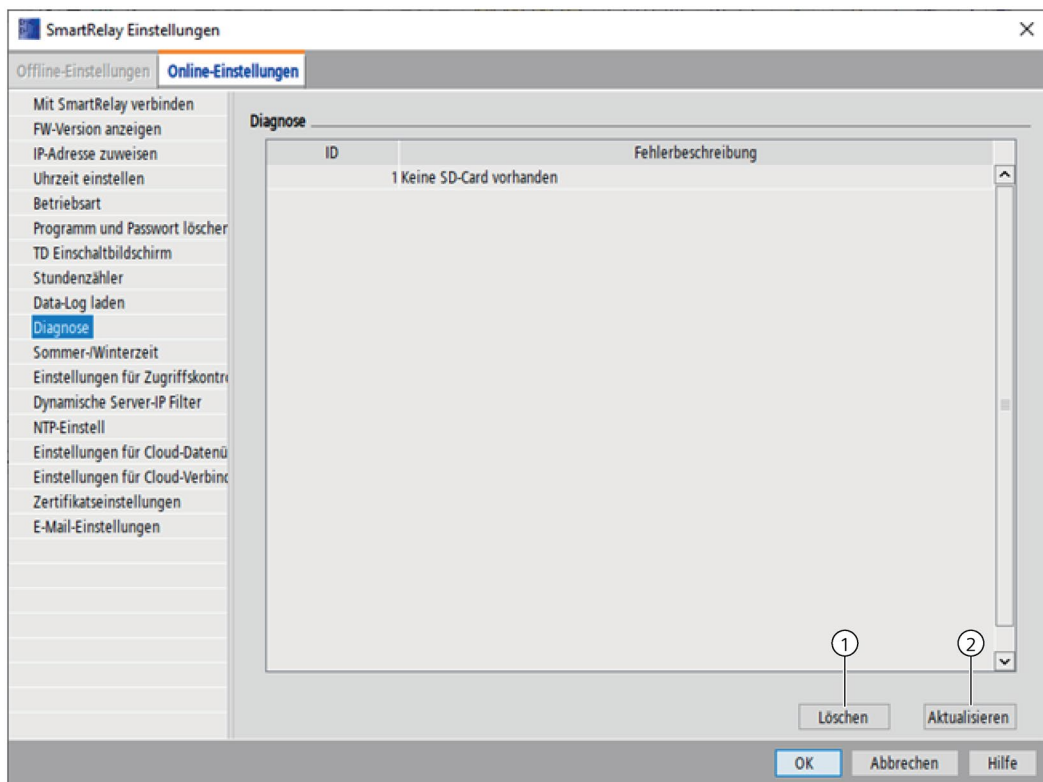 SmartRelay Einstellungen
Offline-Einstellungen
Online-Einstellungen
Mit SmartRelay verbinden
FW-Version anzeigen
IP-Adresse zuweisen
Uhrzeit einstellen
Betriebsart
Programm und Passwort löschen
TD Einschaltbildschirm
Stundenzähler
Data-Log laden
Diagnose
Sommer-/Winterzeit
Einstellungen für Zugriffskontro
Dynamische Server-IP Filter
NTP-Einstell
Einstellungen für Cloud-Datenü
Einstellungen für Cloud-Verbind
Zertifikatseinstellungen
E-Mail-Einstellungen
Diagnose
ID Fehlerbeschreibung
1 Keine SD-Card vorhanden
1 2
Löschen Aktualisieren
OK Abbrechen Hilfe